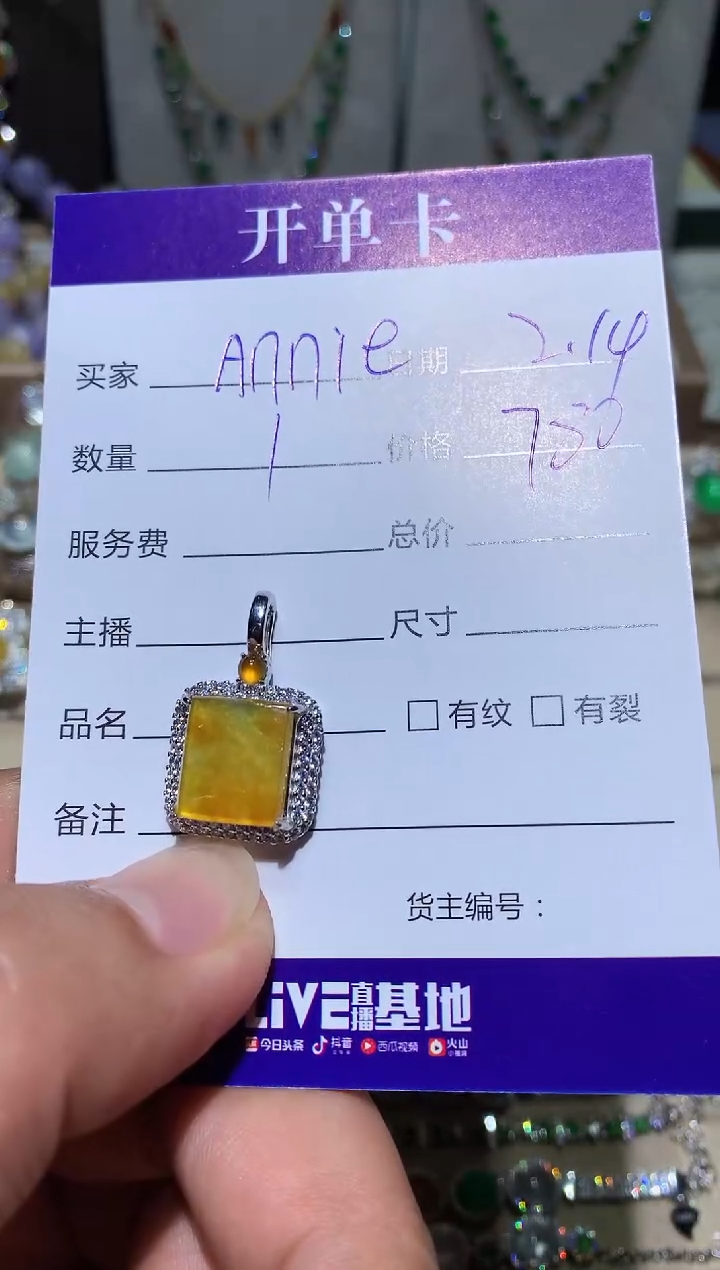 开单卡
买家 Annie 日期 2.14
数量 1 价格
服务费 总价
主播 尺寸
品名 □有纹 □有裂
备注
货主编号：
LiVE直播基地
今日头条 抖音 西瓜视频 火山